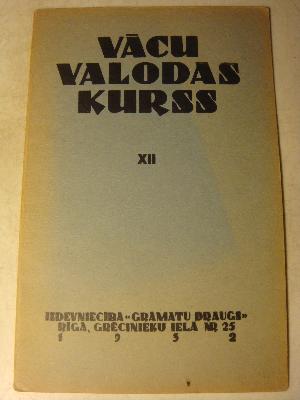 VĀCU
VALODAS
KURSS
XII
IZDEVNIECĪBA «GRĀMATU DRAUGS»
RĪGĀ, GRĒCINIEKU IELĀ NR. 25
1932